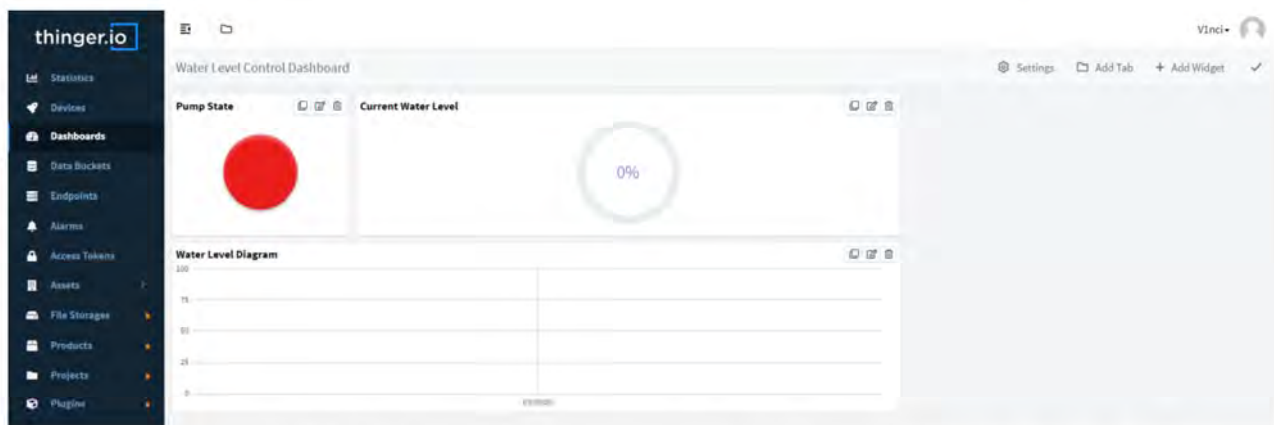 thinger.io
V1nci
Water Level Control Dashboard
Settings
Add Tab
+ Add Widget
Statistics
Devices
Dashboards
Data Buckets
Endpoints
Alarms
Access Tokens
Assets
File Storages
Products
Projects
Plugins
Pump State
Current Water Level
0%
Water Level Diagram
100
75
50
25
0